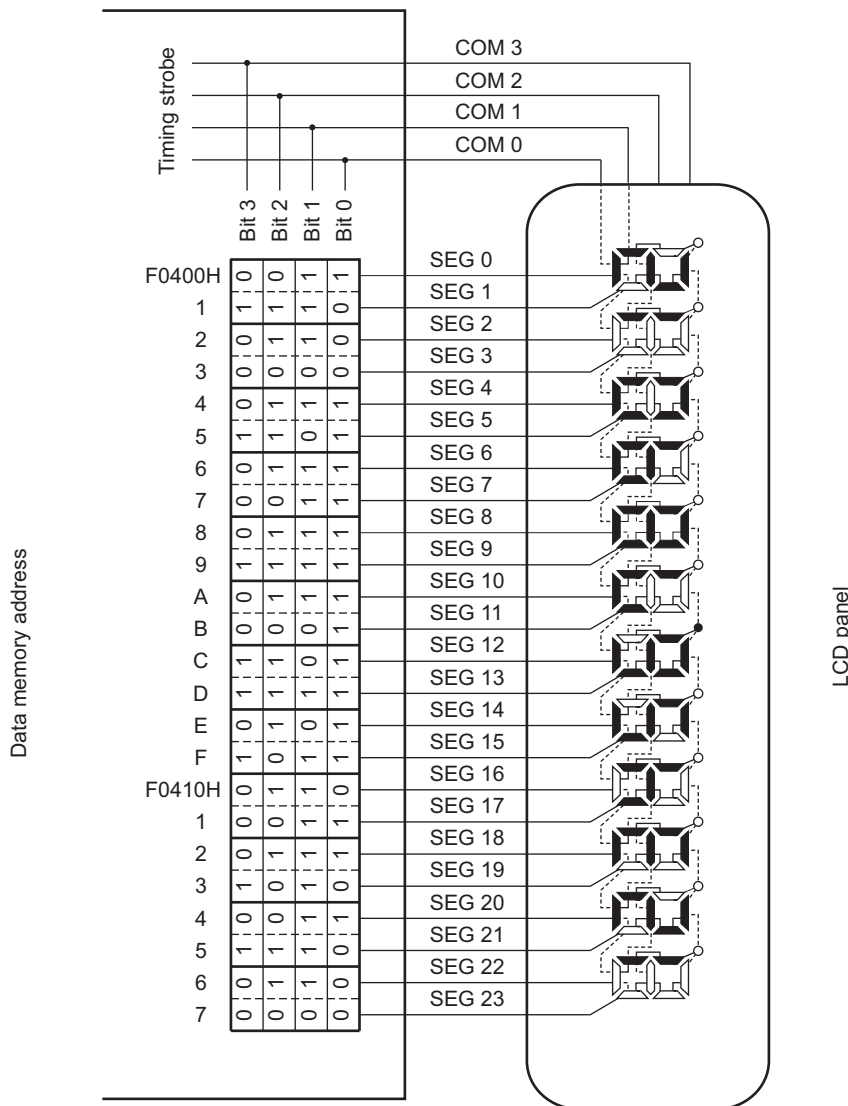 Timing strobe
COM 3
COM 2
COM 1
COM 0
Bit 3 Bit 2 Bit 1 Bit 0
F0400H 0 0 1 1 SEG 0
1 1 1 1 0 SEG 1
2 0 1 1 0 SEG 2
3 0 0 0 0 SEG 3
4 0 1 1 1 SEG 4
5 1 1 0 1 SEG 5
6 0 1 1 1 SEG 6
7 0 0 1 1 SEG 7
8 0 1 1 1 SEG 8
9 1 1 1 1 SEG 9
A 0 1 1 1 SEG 10
B 0 0 0 1 SEG 11
C 1 1 0 1 SEG 12
D 1 1 1 1 SEG 13
E 0 1 0 1 SEG 14
F 1 0 1 1 SEG 15
F0410H 0 1 1 0 SEG 16
1 0 0 1 1 SEG 17
2 0 1 1 1 SEG 18
3 1 0 1 0 SEG 19
4 0 0 1 1 SEG 20
5 1 1 1 0 SEG 21
6 0 1 1 0 SEG 22
7 0 0 0 0 SEG 23
Data memory address
LCD panel